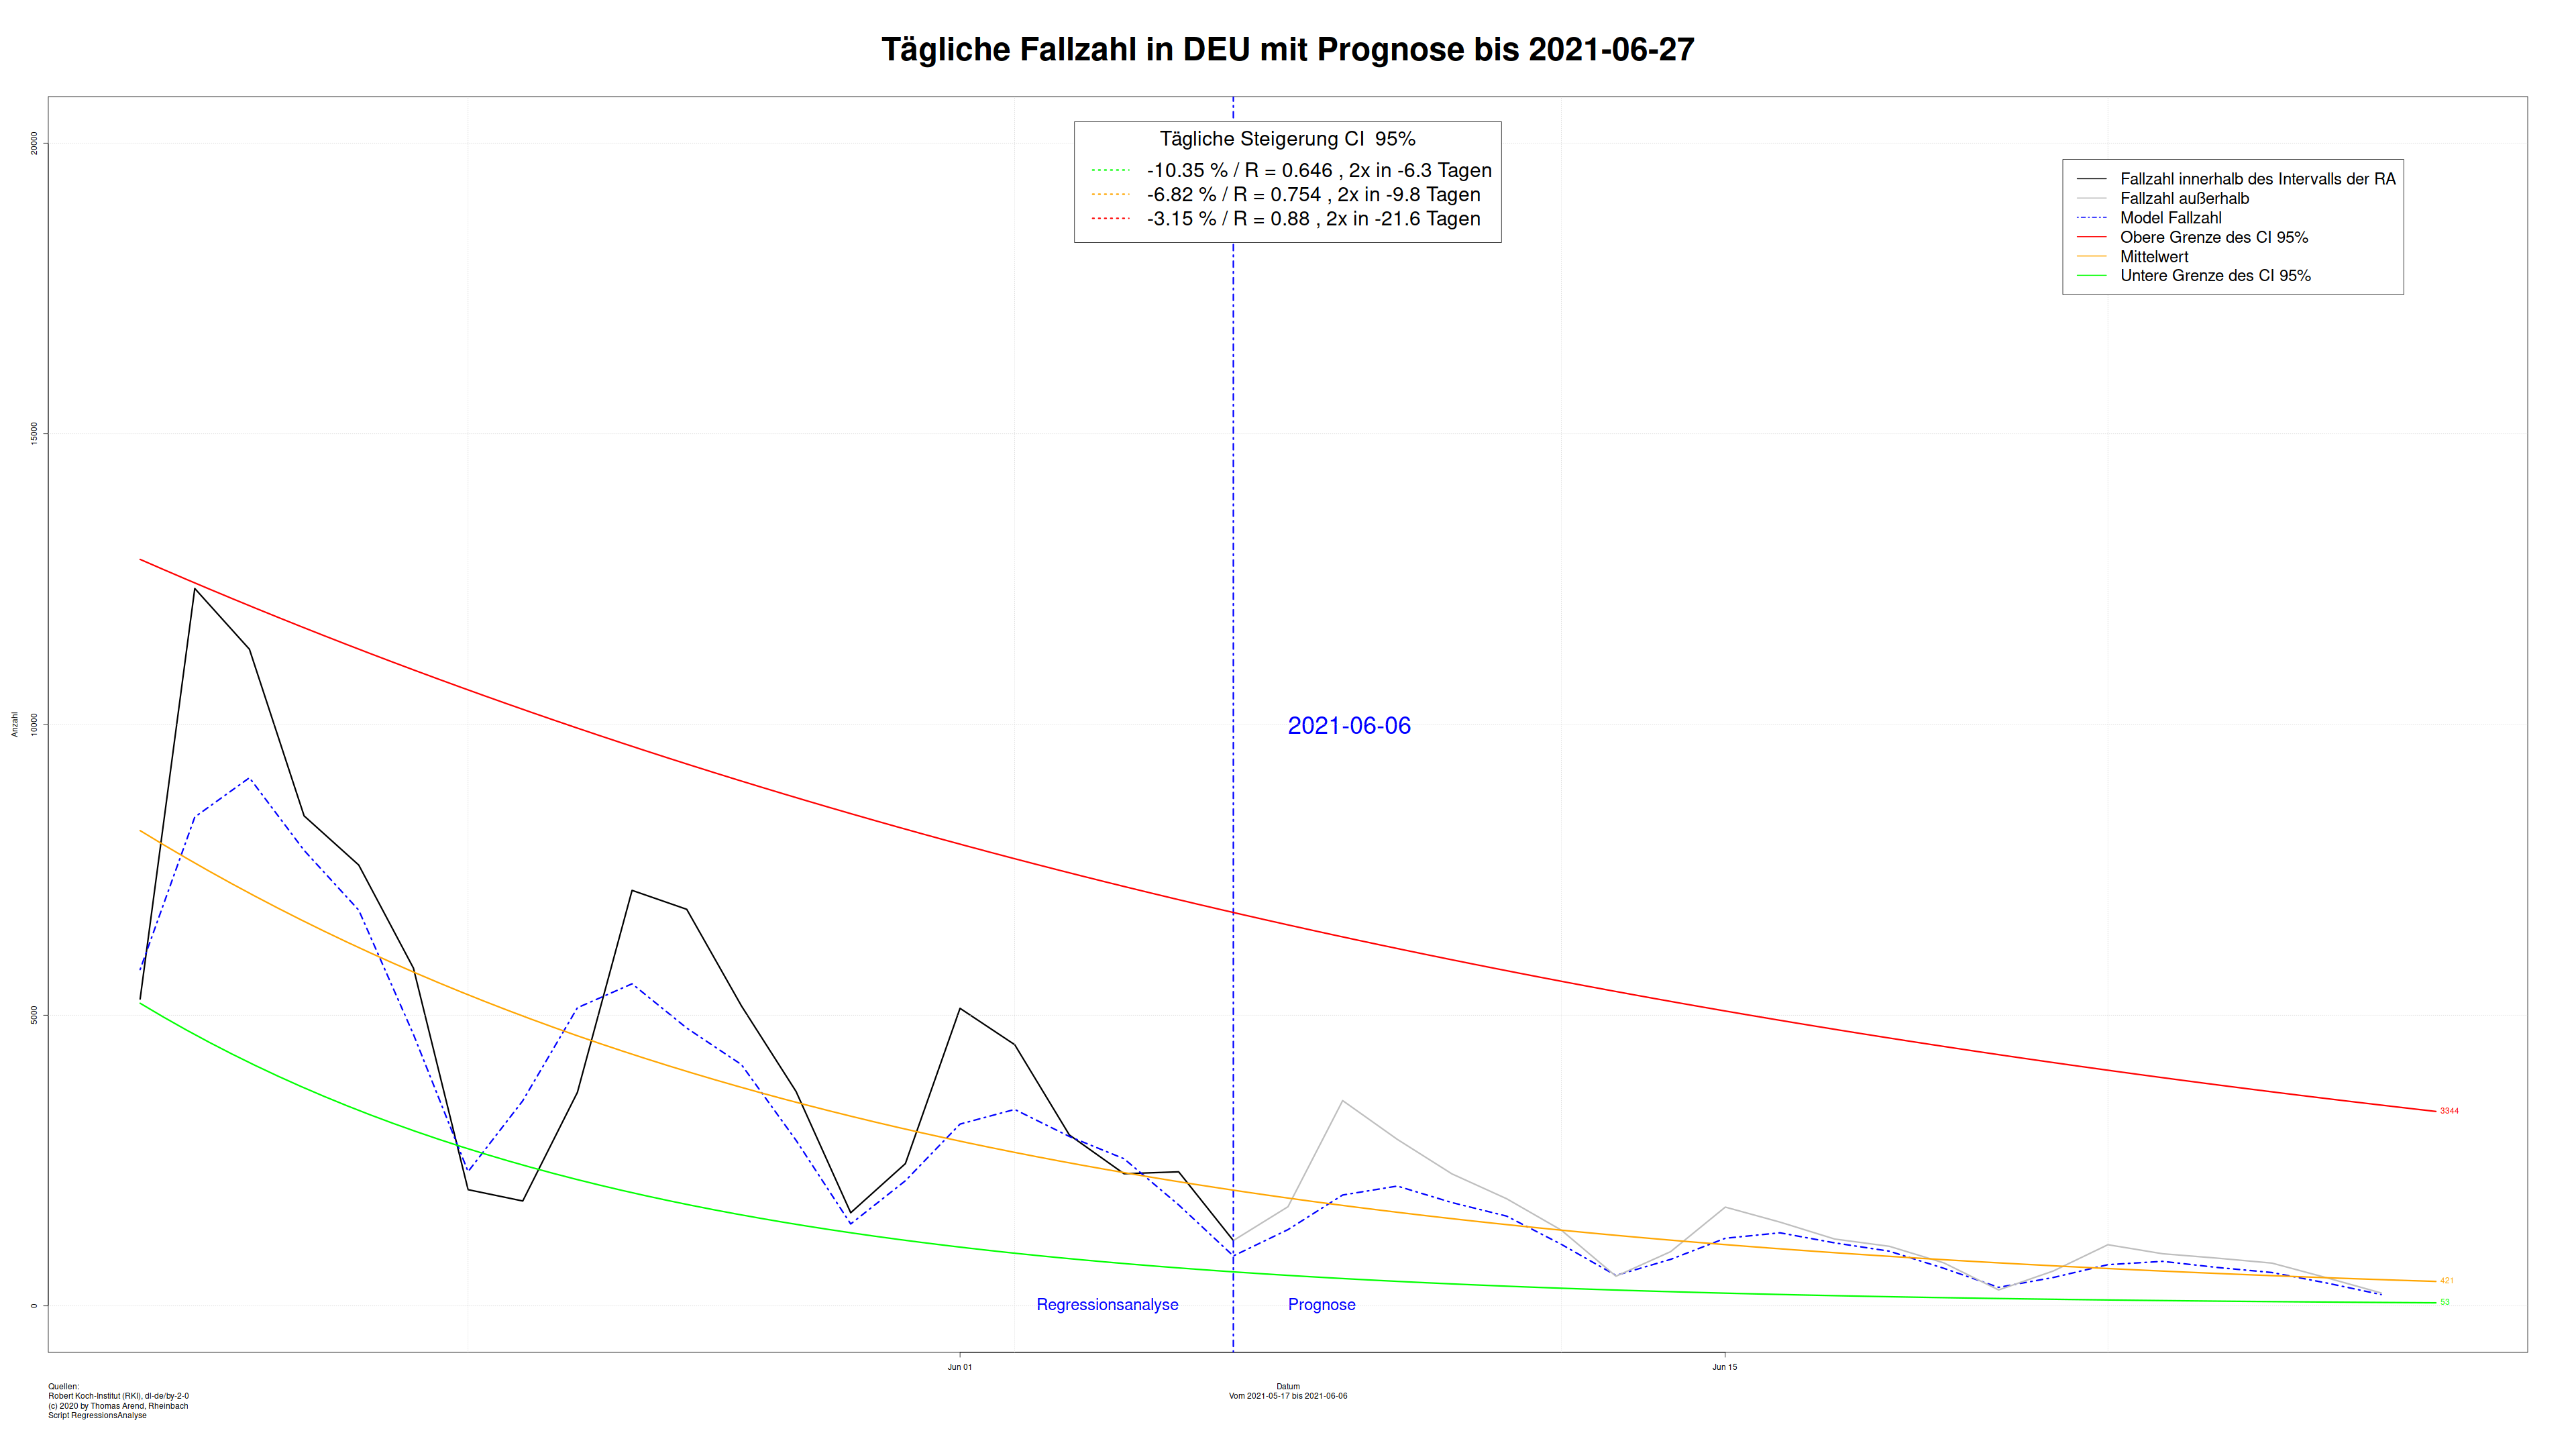 Tägliche Fallzahl in DEU mit Prognose bis 2021-06-27
Tägliche Steigerung CI  95%
-10.35 % / R = 0.646 , 2x in -6.3 Tagen
-6.82 % / R = 0.754 , 2x in -9.8 Tagen
-3.15 % / R = 0.88 , 2x in -21.6 Tagen
Fallzahl innerhalb des Intervalls der RA
Fallzahl außerhalb
Model Fallzahl
Obere Grenze des CI 95%
Mittelwert
Untere Grenze des CI 95%
20000
15000
10000
5000
0
Anzahl
2021-06-06
3344
421
53
Regressionsanalyse
Prognose
Jun 01
Jun 15
Datum
Vom 2021-05-17 bis 2021-06-06
Quellen:
Robert Koch-Institut (RKI), dl-de/by-2-0
(c) 2020 by Thomas Arend, Rheinbach
Script RegressionsAnalyse